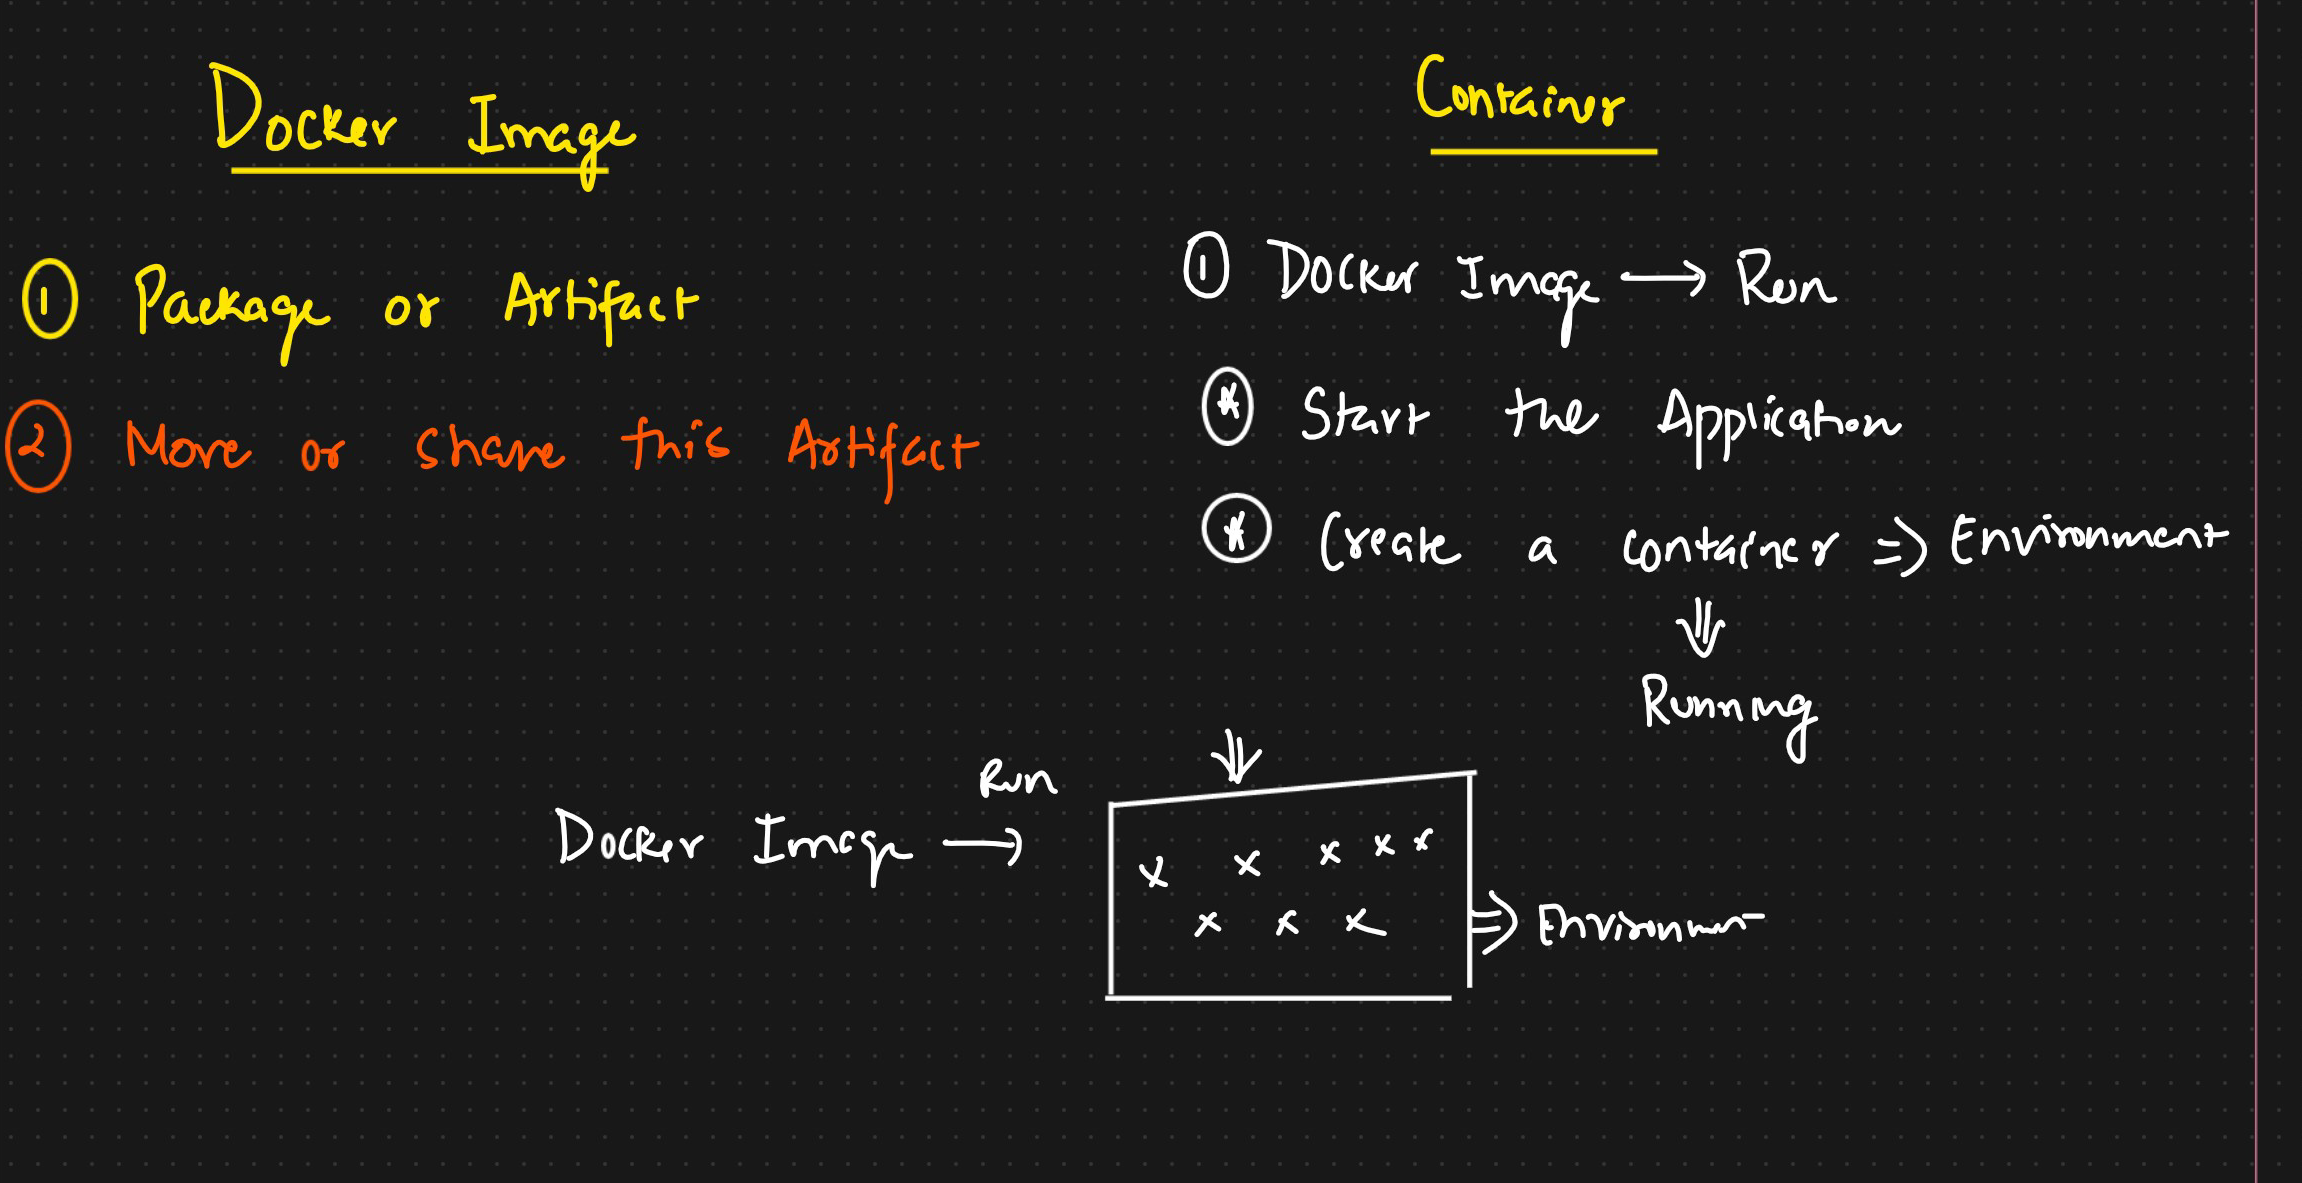 Docker Image
① Package or Artifact
② Move or share this Artifact
Container
① Docker Image → Run
* Start the Application
* Create a container ⇒ Environment
⇓
Running
Docker Image → Run
⇓
x x x x x
x x x
⇒ Environment